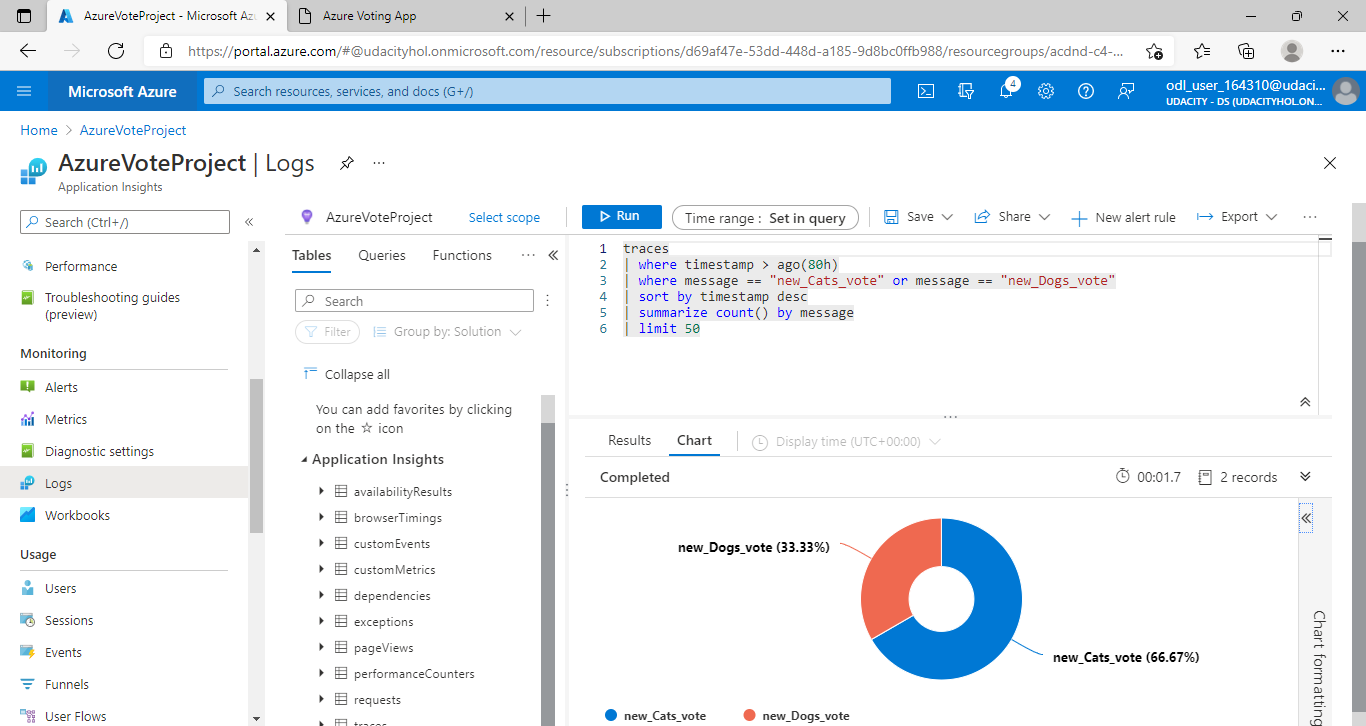 AzureVoteProject - Microsoft Az
Azure Voting App
https://portal.azure.com/#@udacityhol.onmicrosoft.com/resource/subscriptions/d69af47e-53dd-448d-a185-9d8bc0ffb988/resourcegroups/acdnd-c4-...
Microsoft Azure
Search resources, services, and docs (G+/)
4
odl_user_164310@udaci...
UDACITY - DS (UDACITYHOL.ON...
Home > AzureVoteProject
AzureVoteProject | Logs
Application Insights
Search (Ctrl+/)
Performance
Troubleshooting guides
(preview)
Monitoring
Alerts
Metrics
Diagnostic settings
Logs
Workbooks
Usage
Users
Sessions
Events
Funnels
User Flows
AzureVoteProject
Select scope
Run
Time range : Set in query
Save
Share
New alert rule
Export
Tables
Queries
Functions
Search
Filter
Group by: Solution
Collapse all
You can add favorites by clicking
on the ☆ icon
Application Insights
availabilityResults
browserTimings
customEvents
customMetrics
dependencies
exceptions
pageViews
performanceCounters
requests
traces
1 traces
2 | where timestamp > ago(80h)
3 | where message == "new_Cats_vote" or message == "new_Dogs_vote"
4 | sort by timestamp desc
5 | summarize count() by message
6 | limit 50
Results
Chart
Display time (UTC+00:00)
Completed
00:01.7
2 records
new_Dogs_vote (33.33%)
new_Cats_vote (66.67%)
new_Cats_vote
new_Dogs_vote
Chart formatting